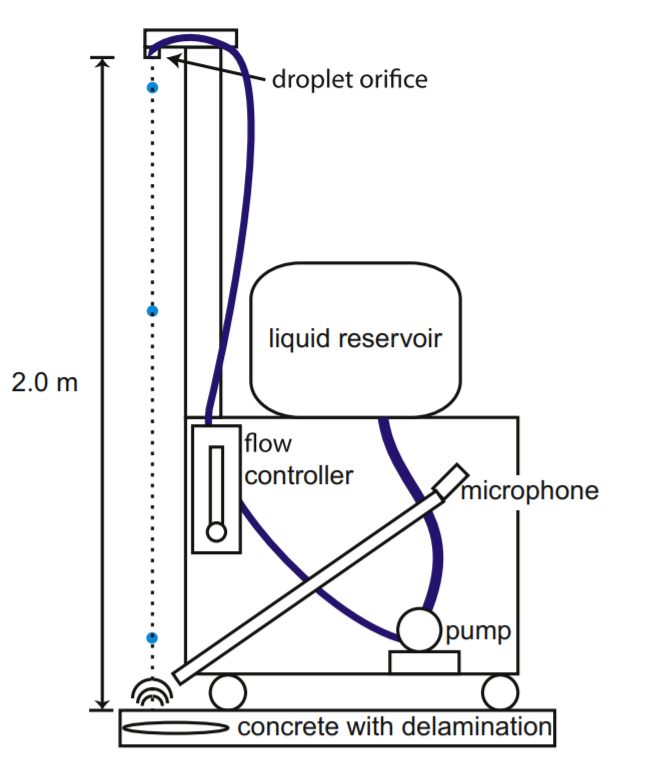 droplet orifice
liquid reservoir
2.0 m
flow
controller
microphone
pump
concrete with delamination